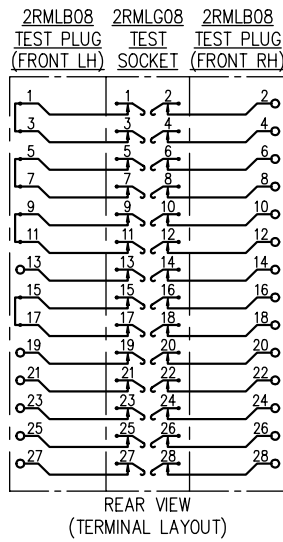 2RMLB08 2RMLG08 2RMLB08
TEST PLUG TEST TEST PLUG
(FRONT LH) SOCKET (FRONT RH)
1 1 2 2
3 3 4 4
5 5 6 6
7 7 8 8
9 9 10 10
11 11 12 12
13 13 14 14
15 15 16 16
17 17 18 18
19 19 20 20
21 21 22 22
23 23 24 24
25 25 26 26
27 27 28 28
REAR VIEW
(TERMINAL LAYOUT)